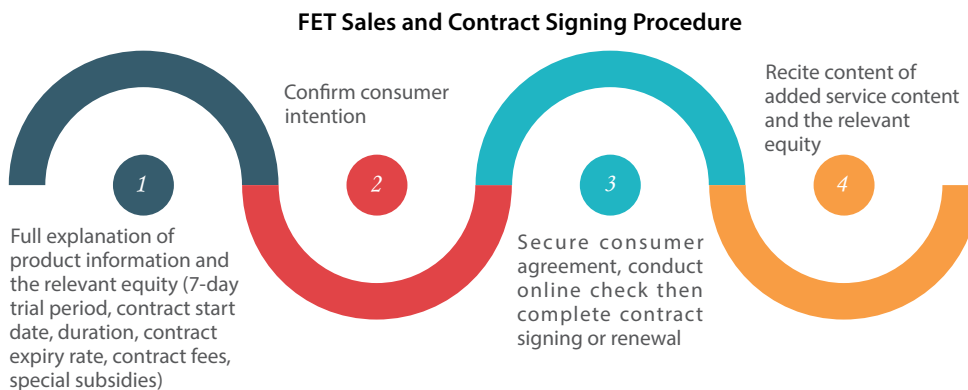 FET Sales and Contract Signing Procedure
1
Full explanation of
product information and
the relevant equity (7-day
trial period, contract start
date, duration, contract
expiry rate, contract fees,
special subsidies)
Confirm consumer
intention
2
3
Secure consumer
agreement, conduct
online check then
complete contract
signing or renewal
Recite content of
added service content
and the relevant
equity
4